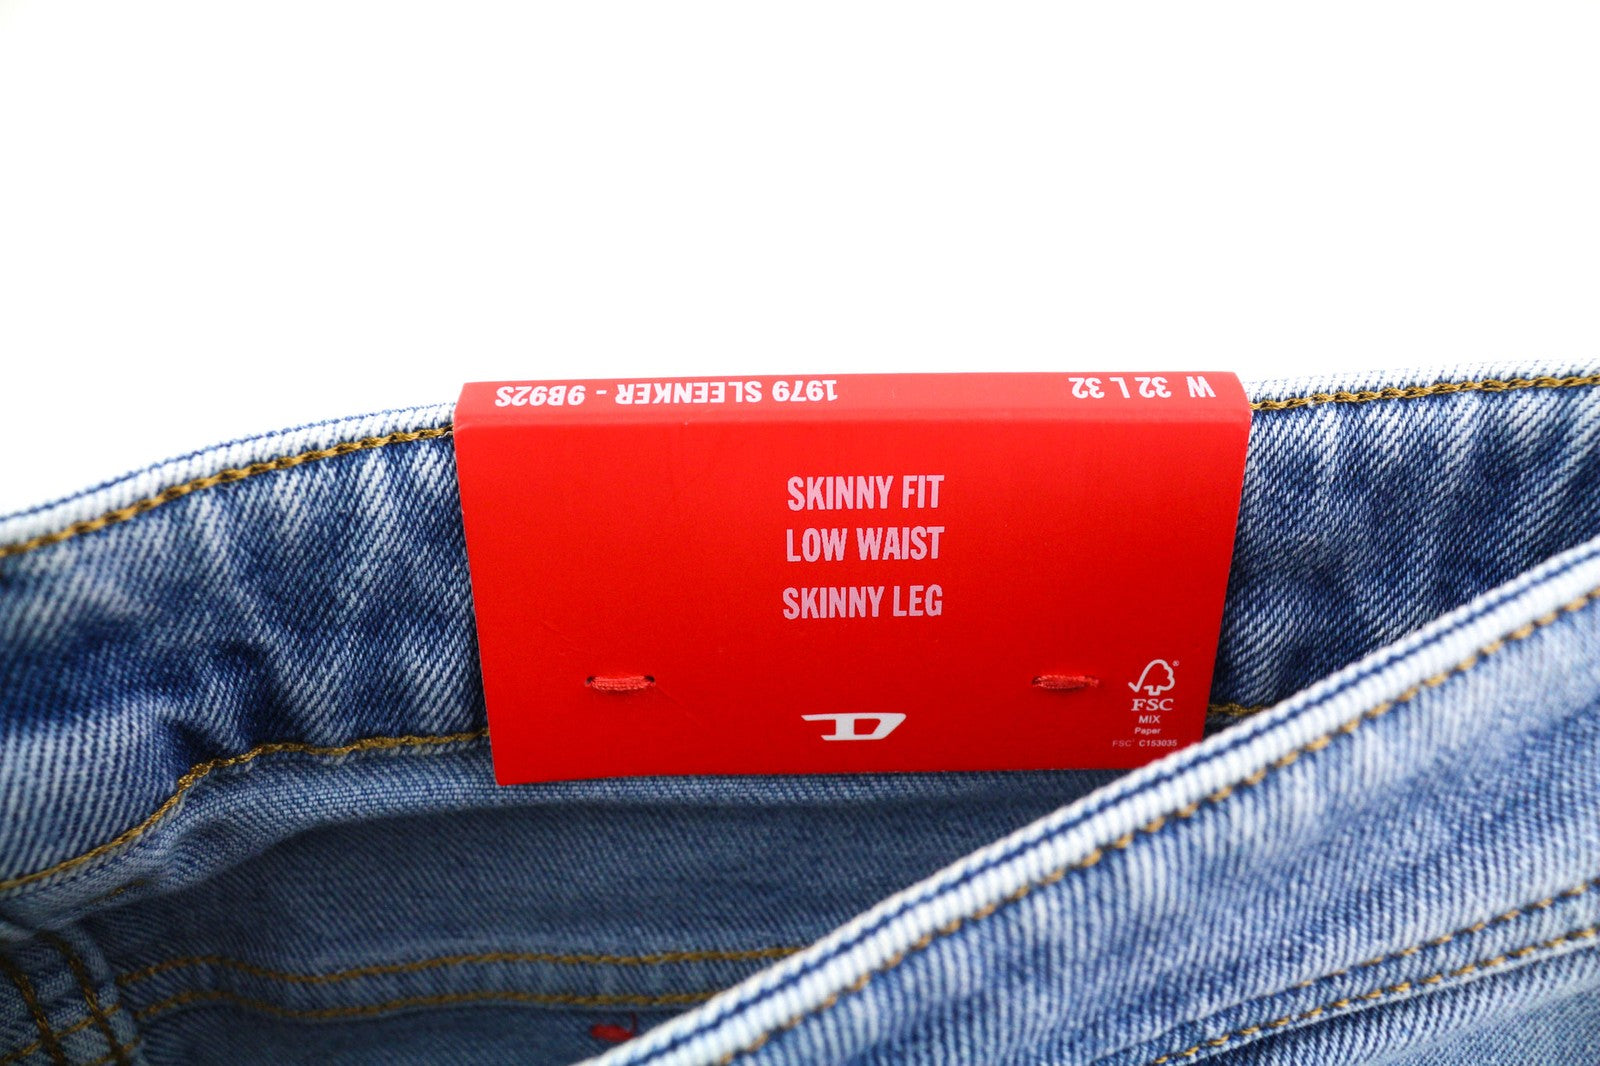 1979 SLEENKER - 9B92S
W 32 L 32
SKINNY FIT
LOW WAIST
SKINNY LEG
D
FSC®
MIX
Paper
FSC® C153035